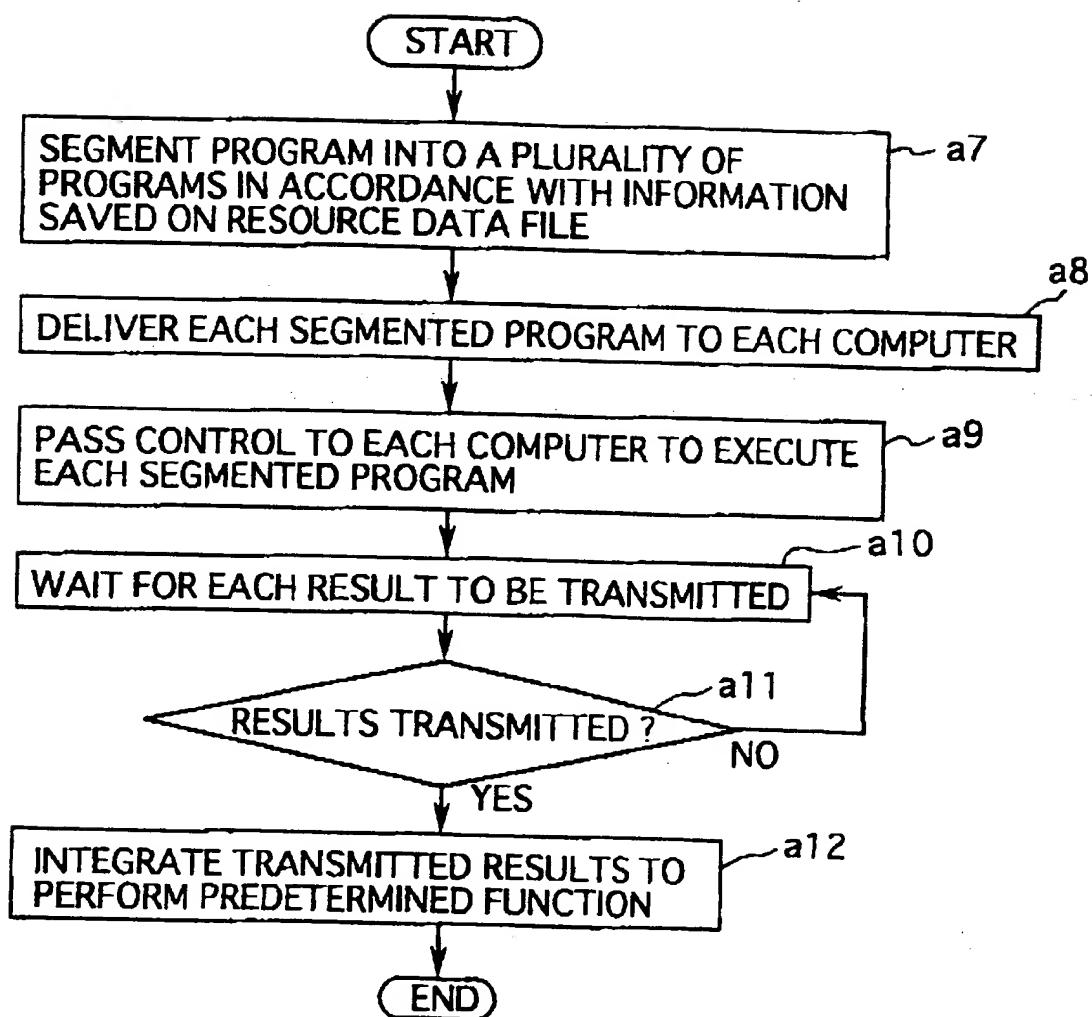 START
SEGMENT PROGRAM INTO A PLURALITY OF
PROGRAMS IN ACCORDANCE WITH INFORMATION
SAVED ON RESOURCE DATA FILE
a7
a8
DELIVER EACH SEGMENTED PROGRAM TO EACH COMPUTER
PASS CONTROL TO EACH COMPUTER TO EXECUTE
EACH SEGMENTED PROGRAM
a9
a10
WAIT FOR EACH RESULT TO BE TRANSMITTED
a11
RESULTS TRANSMITTED ?
NO
YES
INTEGRATE TRANSMITTED RESULTS TO
PERFORM PREDETERMINED FUNCTION
a12
END